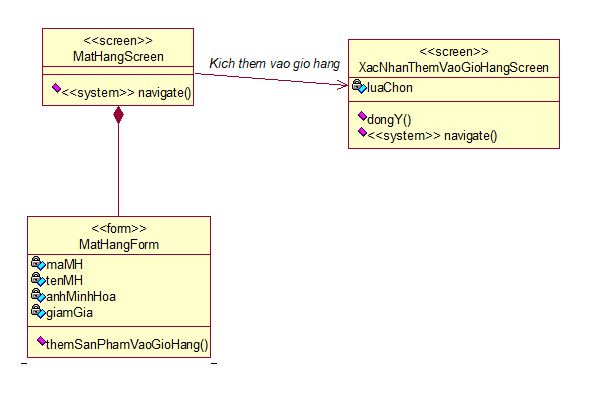 <<screen>>
MatHangScreen
<<system>> navigate()
Kich them vao gio hang
<<screen>>
XacNhanThemVaoGioHangScreen
luaChon
dongY()
<<system>> navigate()
<<form>>
MatHangForm
maMH
tenMH
anhMinhHoa
giamGia
themSanPhamVaoGioHang()